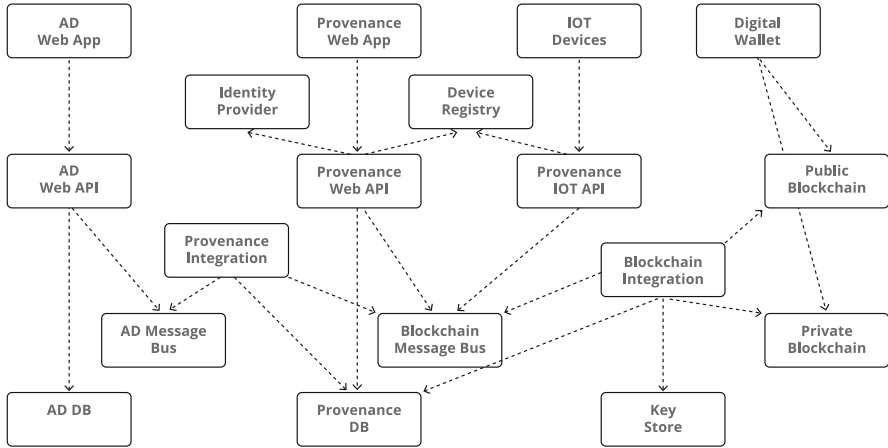 AD
Web App
Provenance
Web App
IOT
Devices
Digital
Wallet
Identity
Provider
Device
Registry
AD
Web API
Provenance
Web API
Provenance
IOT API
Public
Blockchain
Provenance
Integration
Blockchain
Integration
AD Message
Bus
Blockchain
Message Bus
Private
Blockchain
AD DB
Provenance
DB
Key
Store